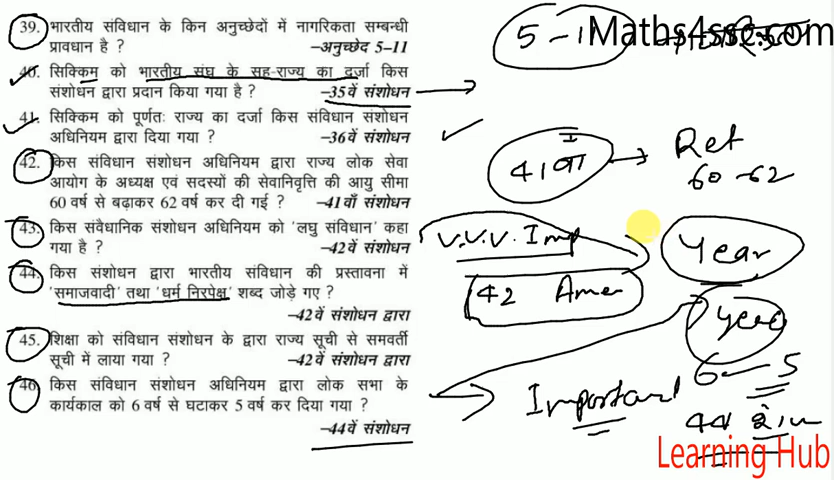 39. भारतीय संविधान के किन अनुच्छेदों में नागरिकता सम्बन्धी
प्रावधान है ? –अनुच्छेद 5–11
40. सिक्किम को भारतीय संघ के सह-राज्य का दर्जा किस
संशोधन द्वारा प्रदान किया गया है ? –35वें संशोधन
41. सिक्किम को पूर्णतः राज्य का दर्जा किस संविधान संशोधन
अधिनियम द्वारा दिया गया ? –36वें संशोधन
42. किस संविधान संशोधन अधिनियम द्वारा राज्य लोक सेवा
आयोग के अध्यक्ष एवं सदस्यों की सेवानिवृत्ति की आयु सीमा
60 वर्ष से बढ़ाकर 62 वर्ष कर दी गई ? –41वाँ संशोधन
43. किस संवैधानिक संशोधन अधिनियम को 'लघु संविधान' कहा
गया है ? –42वें संशोधन
44. किस संशोधन द्वारा भारतीय संविधान की प्रस्तावना में
'समाजवादी' तथा 'धर्म निरपेक्ष' शब्द जोड़े गए ?
–42वें संशोधन द्वारा
45. शिक्षा को संविधान संशोधन के द्वारा राज्य सूची से समवर्ती
सूची में लाया गया ? –42वें संशोधन द्वारा
46. किस संविधान संशोधन अधिनियम द्वारा लोक सभा के
कार्यकाल को 6 वर्ष से घटाकर 5 वर्ष कर दिया गया ?
–44वें संशोधन
5 – 11
Maths4ssc.com
41वा
Ret
60 -62
V.V.V. Imp
Year
42 Amen
Year
6 – 5
Important
44
Learning Hub